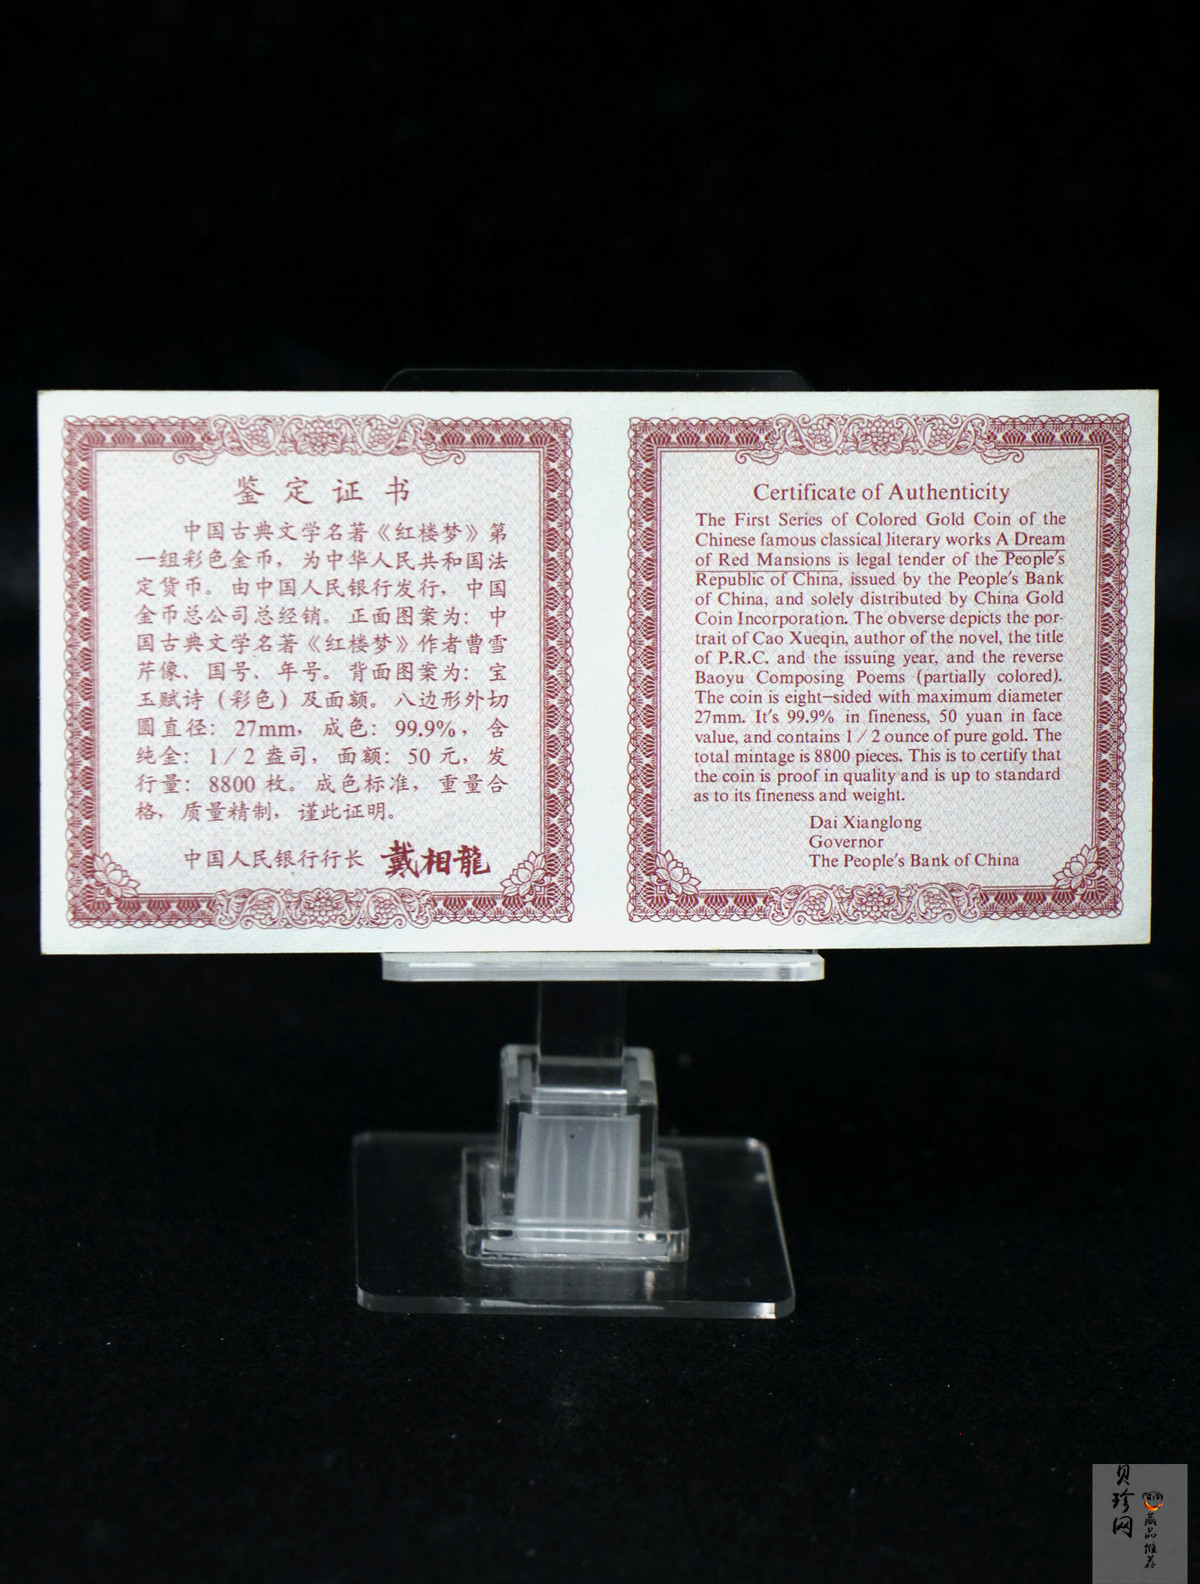 鉴定证书
中国古典文学名著《红楼梦》第
一组彩色金币，为中华人民共和国法
定货币。由中国人民银行发行，中国
金币总公司总经销。正面图案为：中
国古典文学名著《红楼梦》作者曹雪
芹像、国号、年号。背面图案为：宝
玉赋诗（彩色）及面额。八边形外切
圆直径：27mm，成色：99.9%，含
纯金：1/2盎司，面额：50元，发
行量：8800枚。成色标准，重量合
格，质量精制，谨此证明。
中国人民银行行长 戴相龍
Certificate of Authenticity
The First Series of Colored Gold Coin of the
Chinese famous classical literary works A Dream
of Red Mansions is legal tender of the People's
Republic of China, issued by the People's Bank
of China, and solely distributed by China Gold
Coin Incorporation. The obverse depicts the por-
trait of Cao Xueqin, author of the novel, the title
of P.R.C. and the issuing year, and the reverse
Baoyu Composing Poems (partially colored).
The coin is eight-sided with maximum diameter
27mm. It's 99.9% in fineness, 50 yuan in face
value, and contains 1/2 ounce of pure gold. The
total mintage is 8800 pieces. This is to certify that
the coin is proof in quality and is up to standard
as to its fineness and weight.
Dai Xianglong
Governor
The People's Bank of China
贝珍网
藏品推荐